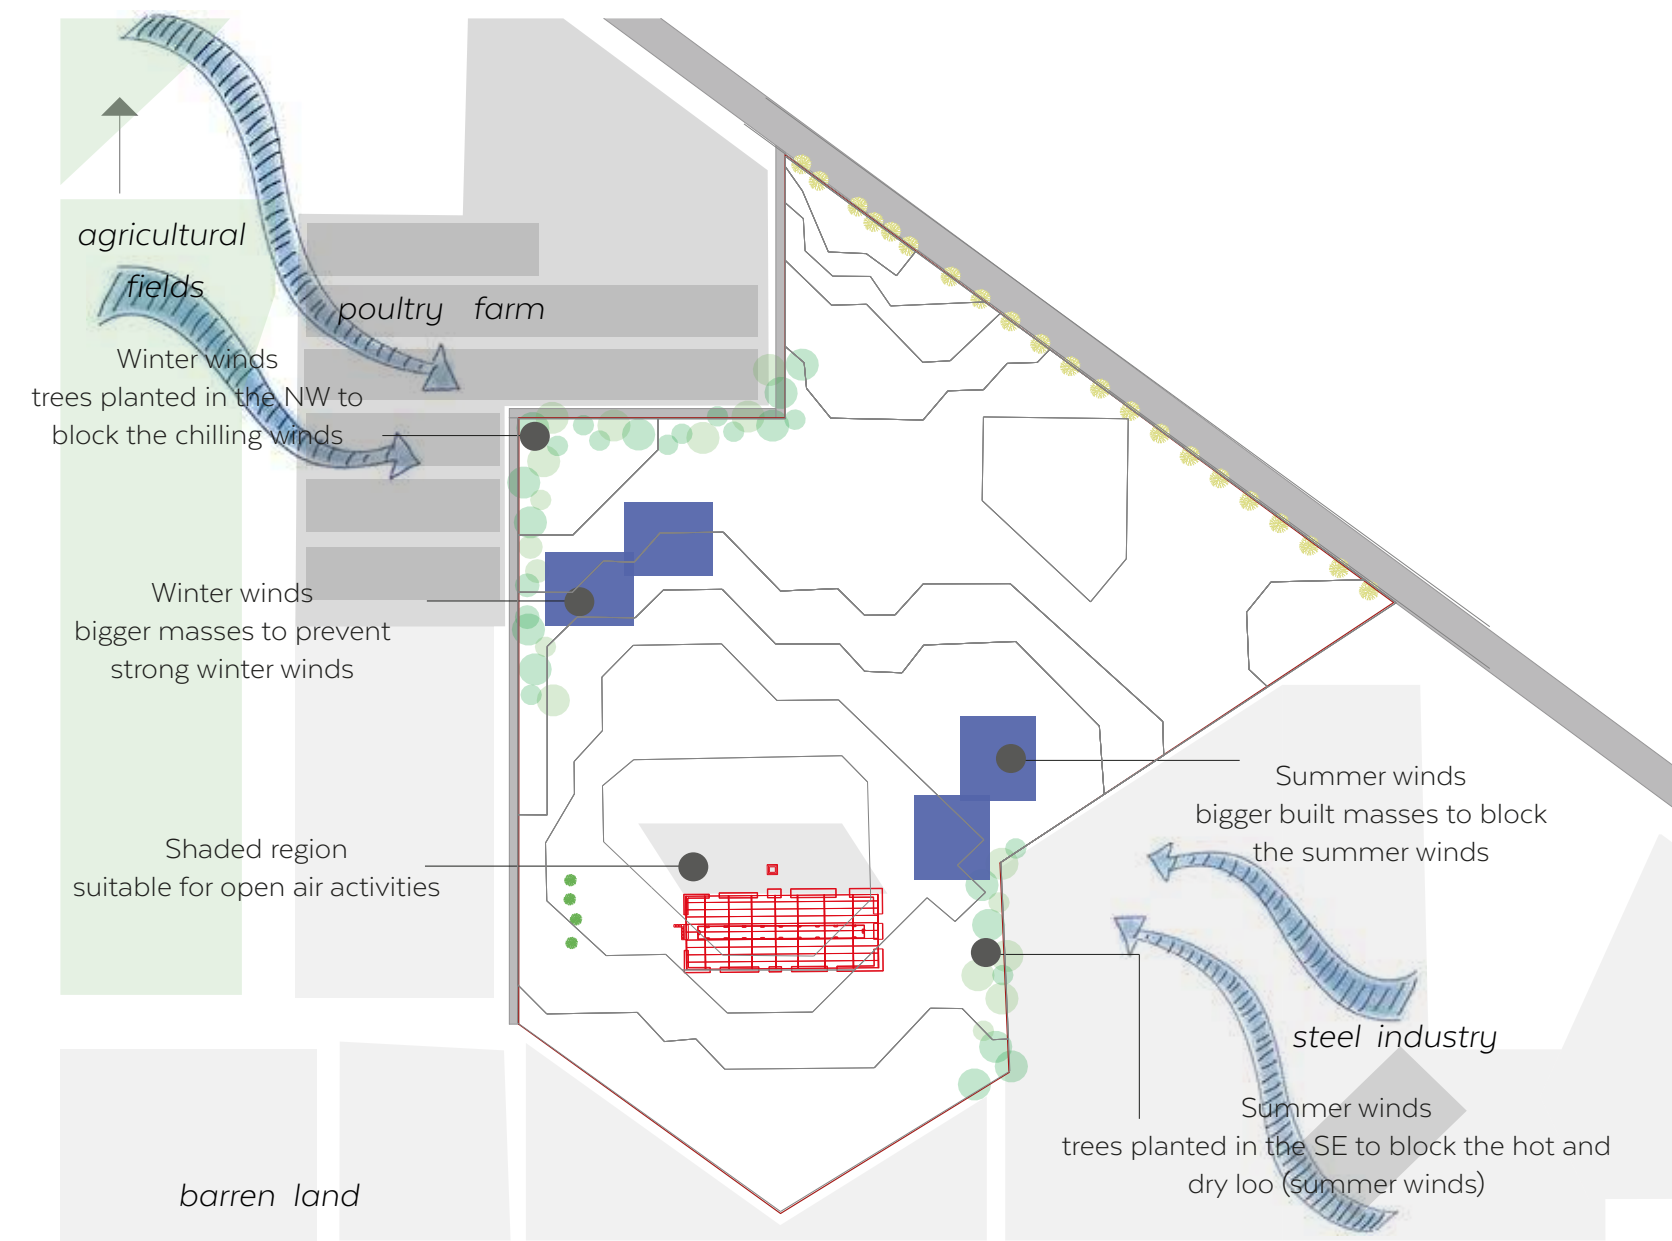 agricultural
fields
poultry farm
Winter winds
trees planted in the NW to
block the chilling winds
Winter winds
bigger masses to prevent
strong winter winds
Shaded region
suitable for open air activities
Summer winds
bigger built masses to block
the summer winds
steel industry
Summer winds
trees planted in the SE to block the hot and
dry loo (summer winds)
barren land